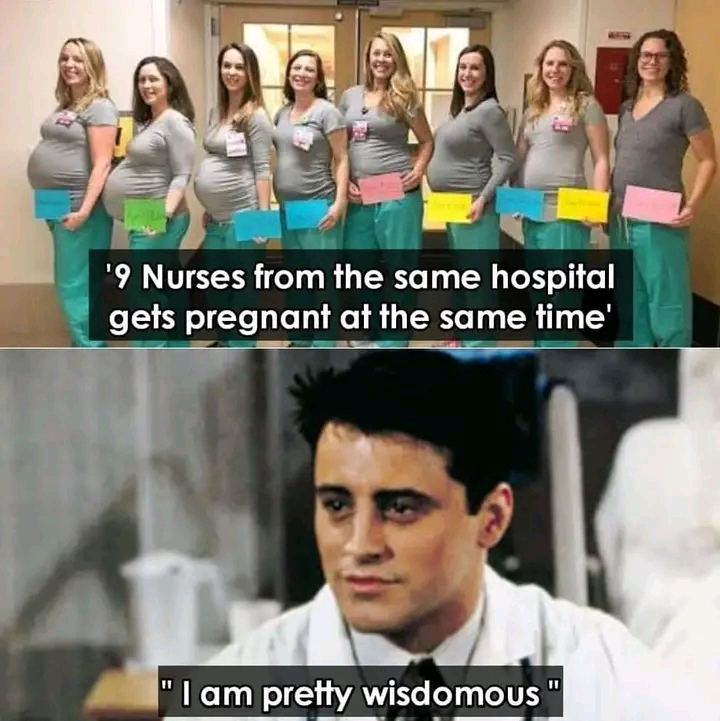 '9 Nurses from the same hospital
gets pregnant at the same time'
" I am pretty wisdomous "